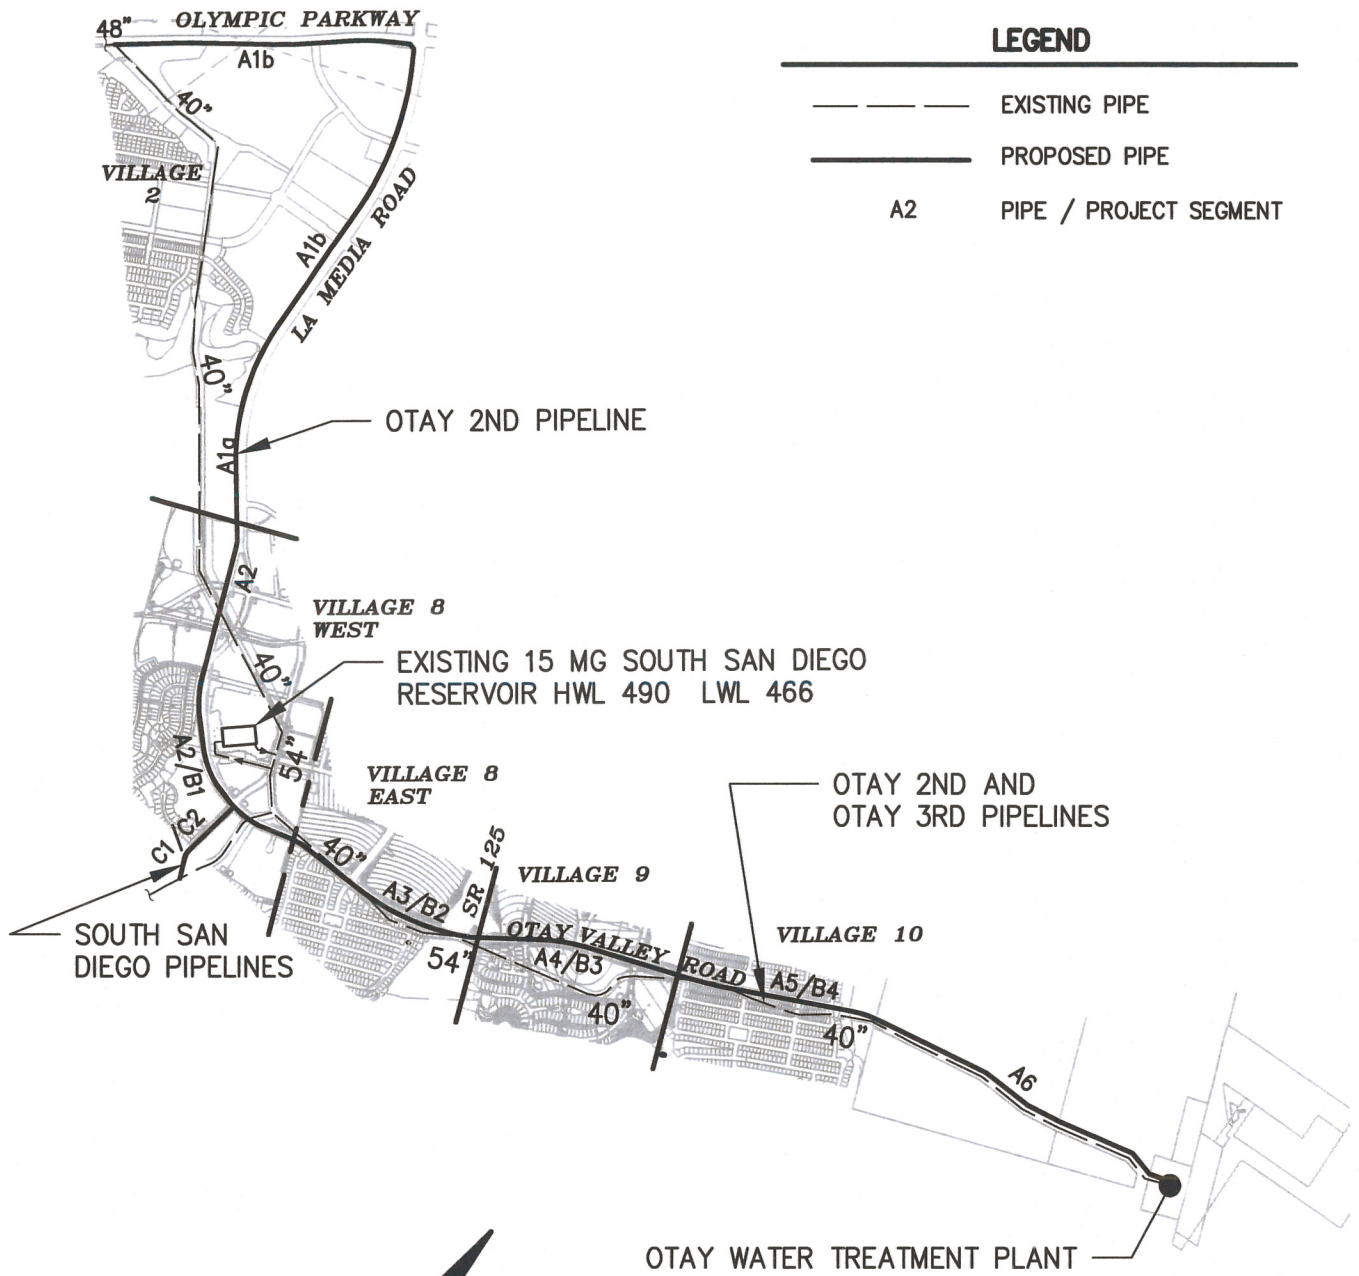 48"
OLYMPIC PARKWAY
A1b
40"
VILLAGE
2
A1b
LA MEDIA ROAD
LEGEND
EXISTING PIPE
PROPOSED PIPE
A2 PIPE / PROJECT SEGMENT
40"
OTAY 2ND PIPELINE
A1a
A2
VILLAGE 8
WEST
40"
EXISTING 15 MG SOUTH SAN DIEGO
RESERVOIR HWL 490 LWL 466
54"
A2/B1
VILLAGE 8
EAST
C1/C2
OTAY 2ND AND
OTAY 3RD PIPELINES
40"
A3/B2
SR 125
VILLAGE 9
SOUTH SAN
DIEGO PIPELINES
54"
OTAY VALLEY ROAD
A4/B3
40"
VILLAGE 10
A5/B4
40"
A6
OTAY WATER TREATMENT PLANT